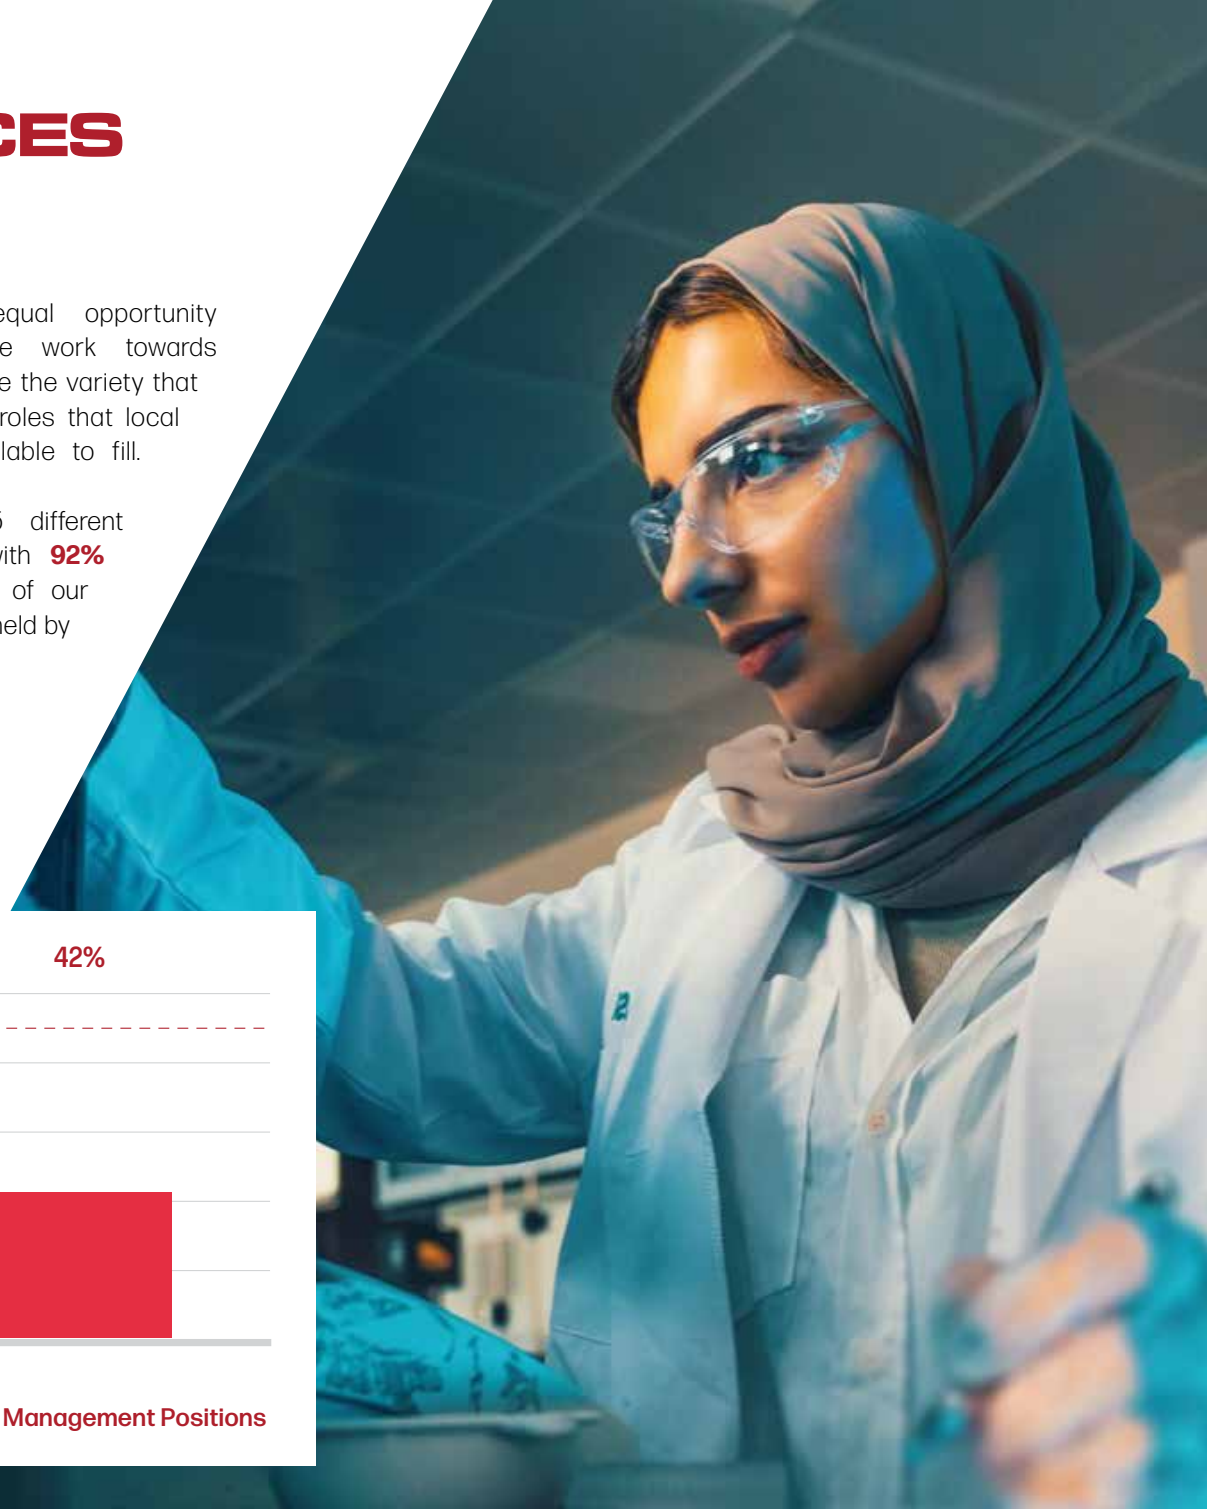 CES
equal opportunity
e work towards
e the variety that
roles that local
lable to fill.
different
with 92%
of our
held by
42%
Management Positions